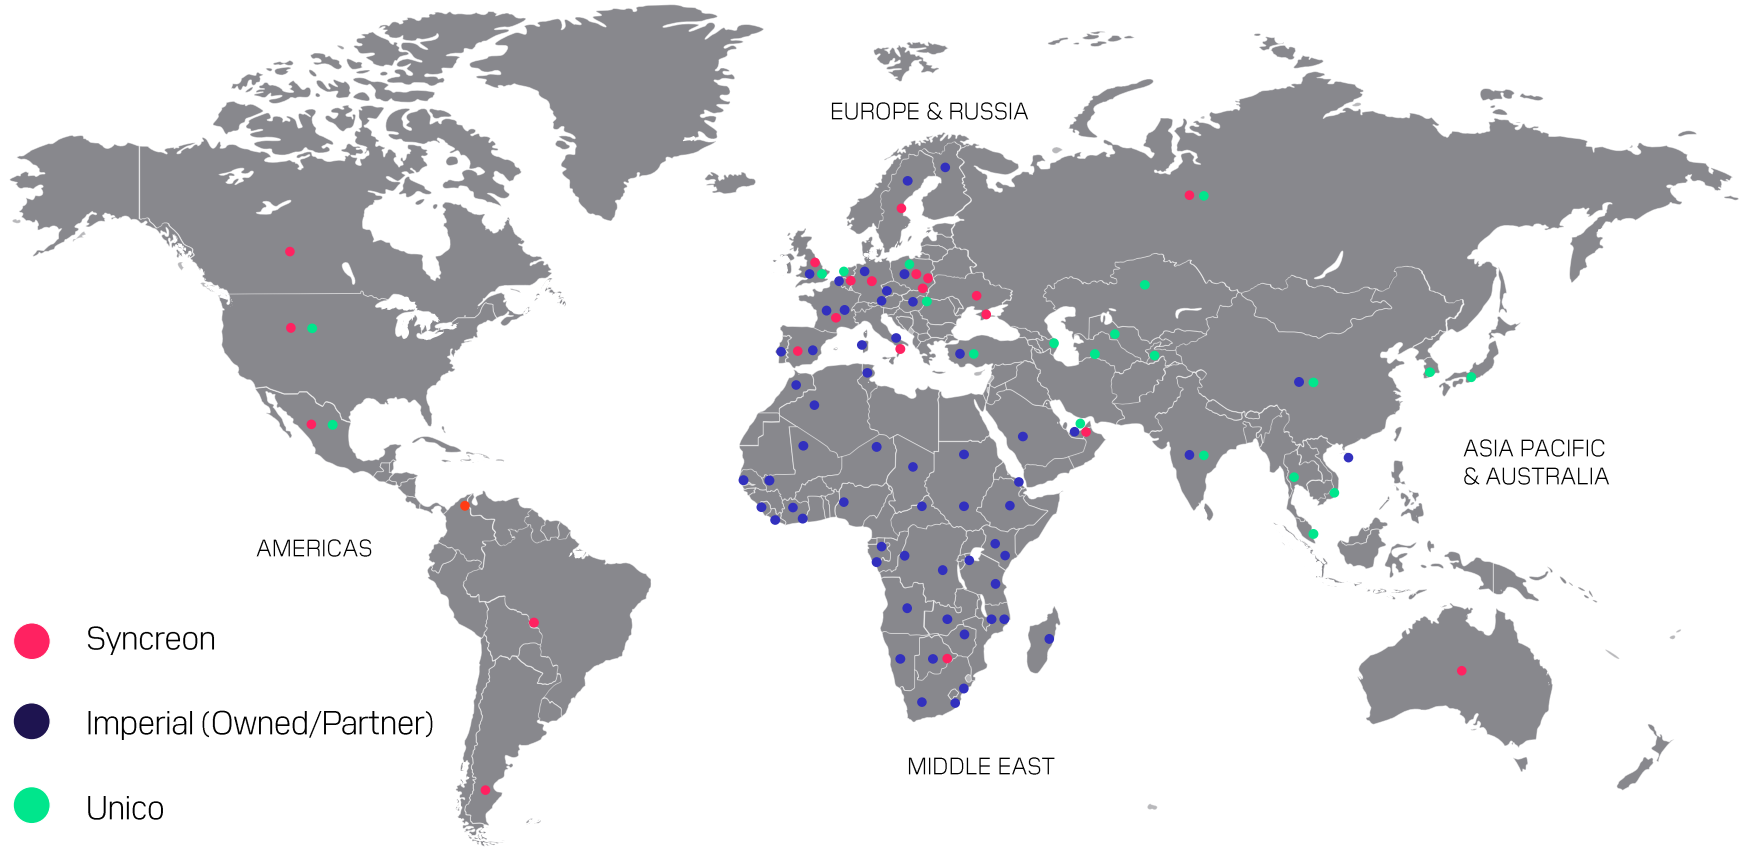 EUROPE & RUSSIA
ASIA PACIFIC
& AUSTRALIA
AMERICAS
Syncreon
Imperial (Owned/Partner)
MIDDLE EAST
Unico